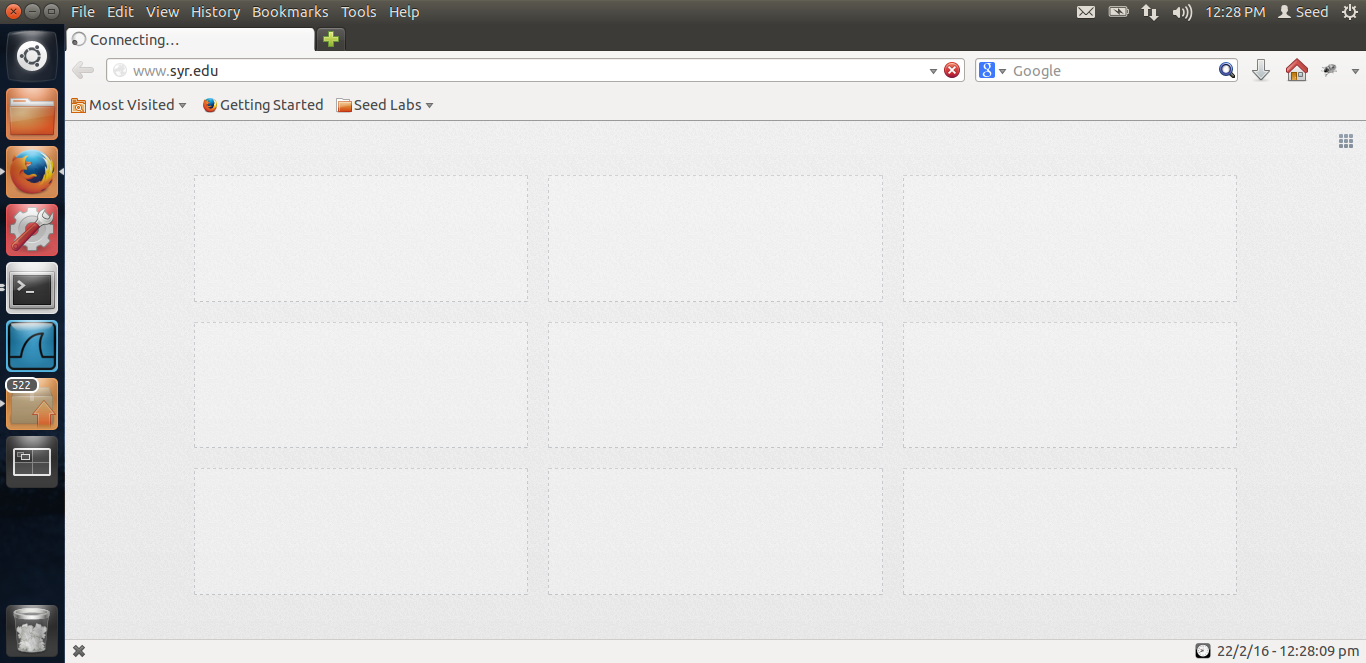 File Edit View History Bookmarks Tools Help 12:28 PM Seed
Connecting...
www.syr.edu Google
Most Visited Getting Started Seed Labs
522
22/2/16 - 12:28:09 pm